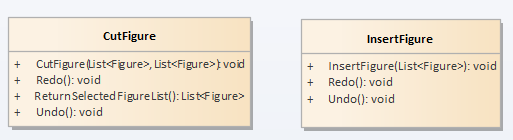 CutFigure
+ CutFigure(List<Figure>, List<Figure>): void
+ Redo(): void
+ ReturnSelectedFigureList(): List<Figure>
+ Undo(): void
InsertFigure
+ InsertFigure(List<Figure>): void
+ Redo(): void
+ Undo(): void